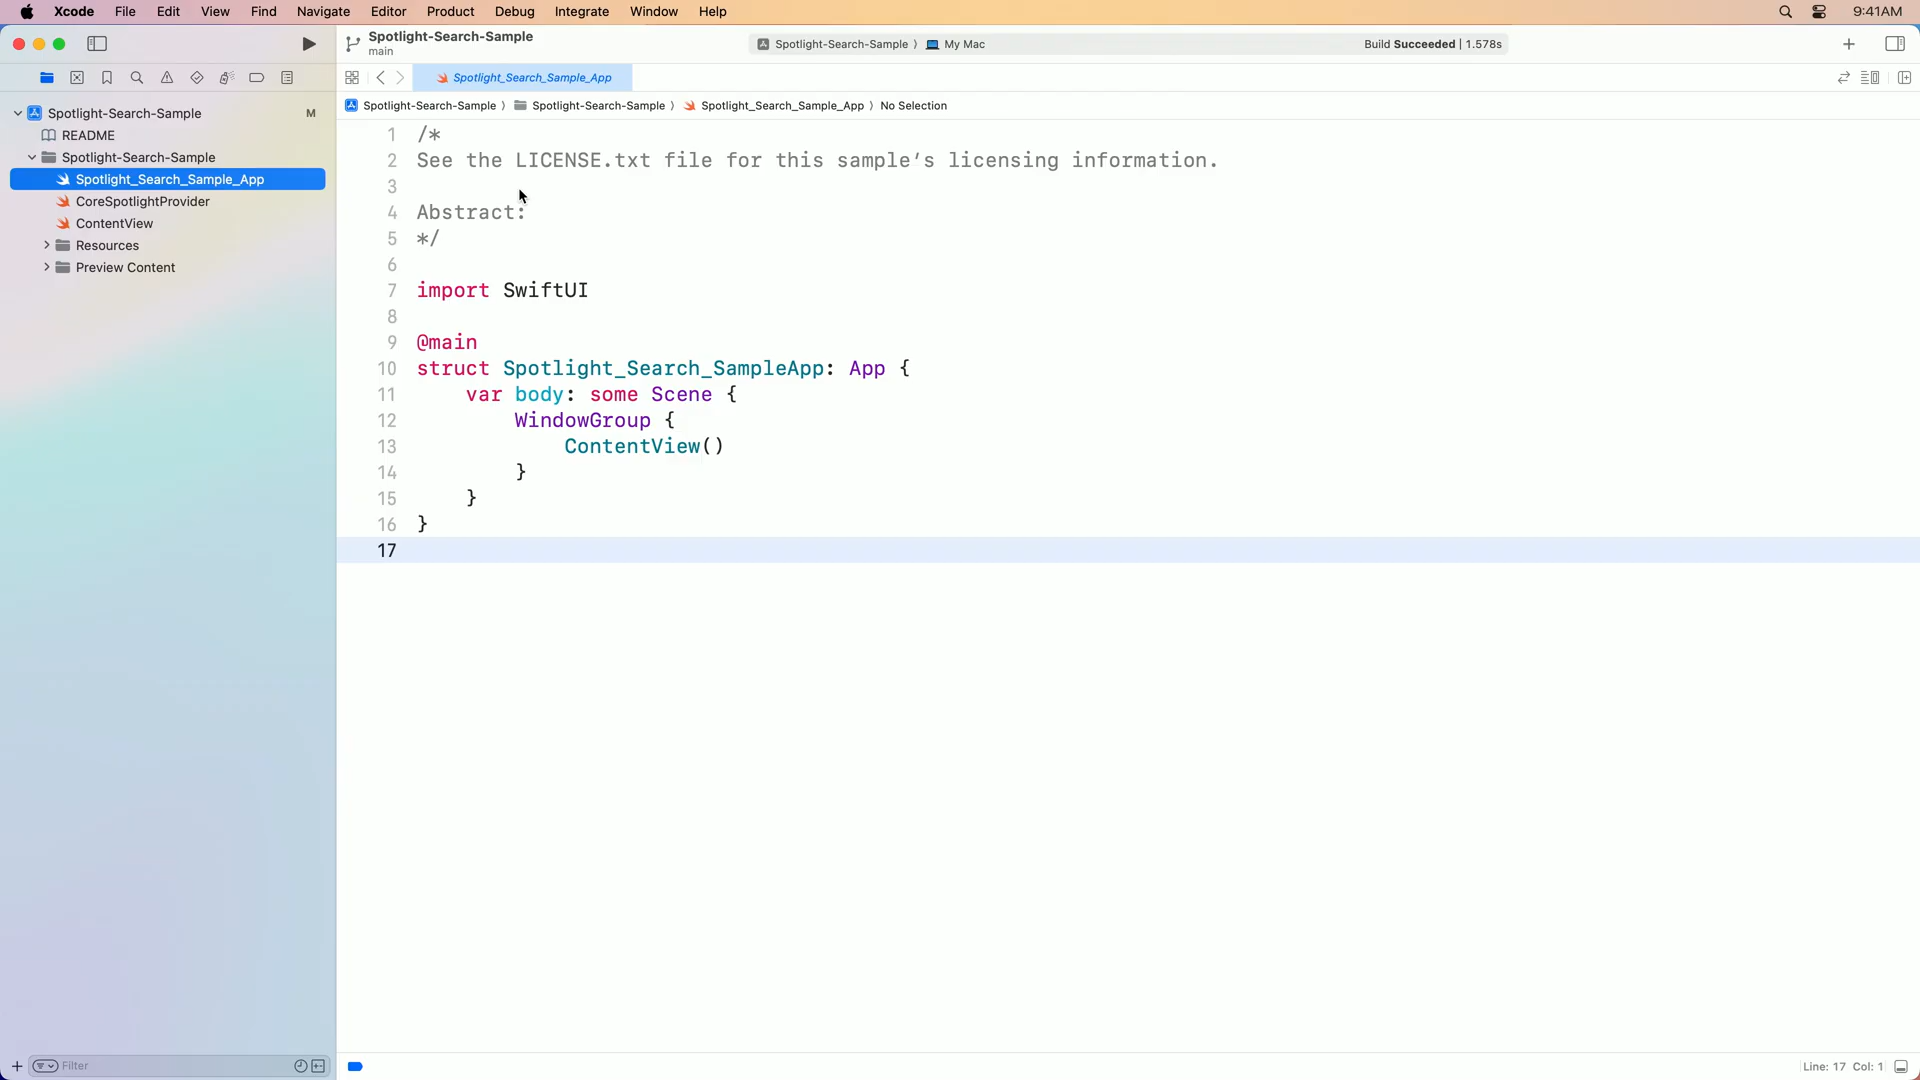 Xcode File Edit View Find Navigate Editor Product Debug Integrate Window Help 9:41AM
Spotlight-Search-Sample
main
Spotlight-Search-Sample ⟩ My Mac Build Succeeded | 1.578s
Spotlight_Search_Sample_App
Spotlight-Search-Sample ⟩ Spotlight-Search-Sample ⟩ Spotlight_Search_Sample_App ⟩ No Selection
Spotlight-Search-Sample M
README
Spotlight-Search-Sample
Spotlight_Search_Sample_App
CoreSpotlightProvider
ContentView
Resources
Preview Content
1 /*
2 See the LICENSE.txt file for this sample’s licensing information.
3
4 Abstract:
5 */
6
7 import SwiftUI
8
9 @main
10 struct Spotlight_Search_SampleApp: App {
11     var body: some Scene {
12         WindowGroup {
13             ContentView()
14         }
15     }
16 }
17
Filter
Line: 17 Col: 1